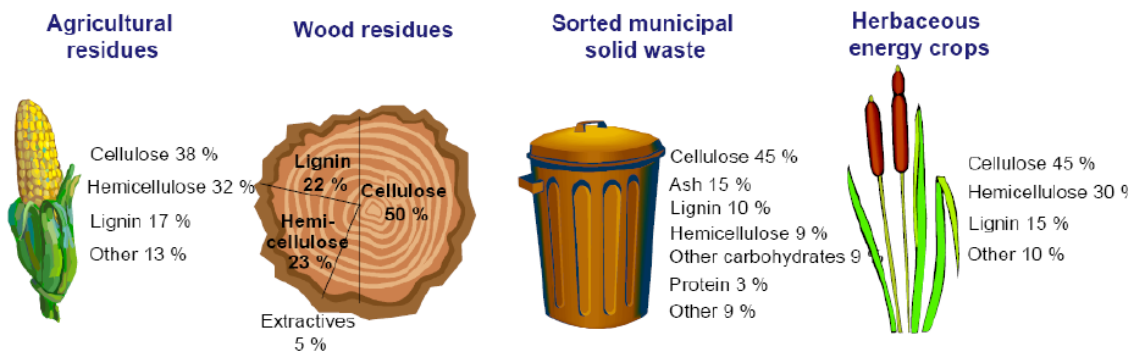 Agricultural
residues
Cellulose 38 %
Hemicellulose 32 %
Lignin 17 %
Other 13 %
Wood residues
Lignin
22 %
Cellulose
50 %
Hemi-
cellulose
23 %
Extractives
5 %
Sorted municipal
solid waste
Cellulose 45 %
Ash 15 %
Lignin 10 %
Hemicellulose 9 %
Other carbohydrates 9 %
Protein 3 %
Other 9 %
Herbaceous
energy crops
Cellulose 45 %
Hemicellulose 30 %
Lignin 15 %
Other 10 %